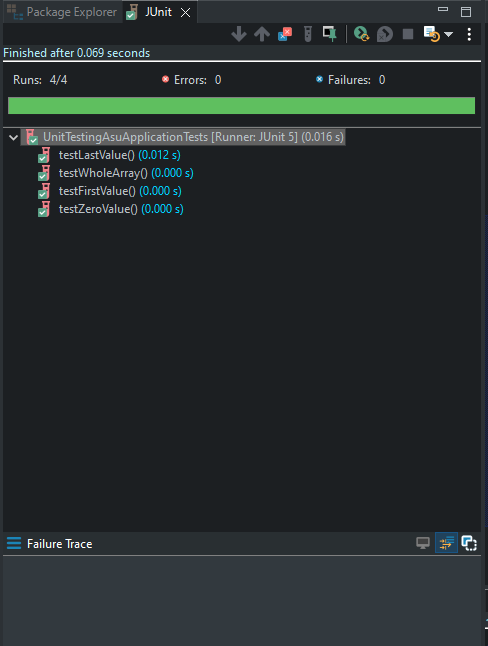 Package Explorer JUnit
Finished after 0.069 seconds
Runs: 4/4 Errors: 0 Failures: 0
UnitTestingAsuApplicationTests [Runner: JUnit 5] (0.016 s)
testLastValue() (0.012 s)
testWholeArray() (0.000 s)
testFirstValue() (0.000 s)
testZeroValue() (0.000 s)
Failure Trace